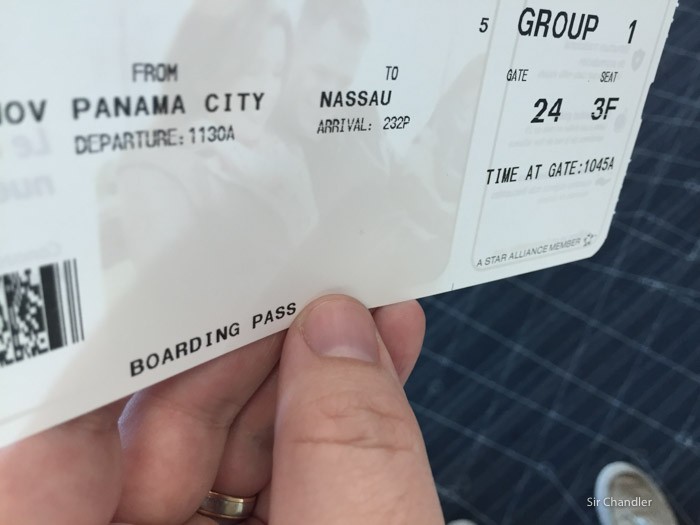 5 GROUP 1
FROM TO GATE SEAT
NOV PANAMA CITY NASSAU 24 3F
DEPARTURE: 1130A ARRIVAL: 232P
TIME AT GATE:1045A
A STAR ALLIANCE MEMBER
BOARDING PASS
Sir Chandler